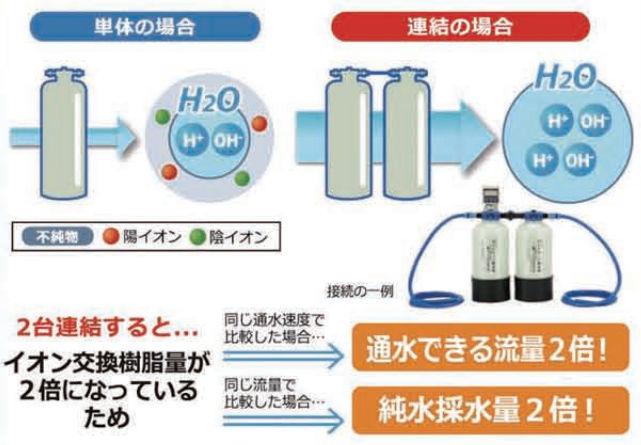 単体の場合
連結の場合
H2O
H⁺ OH⁻
H2O
H⁺ OH⁻
H⁺ OH⁻
不純物 陽イオン 陰イオン
接続の一例
2台連結すると…
イオン交換樹脂量が
2倍になっている
ため
同じ通水速度で
比較した場合…
通水できる流量2倍!
同じ流量で
比較した場合…
純水採水量2倍!